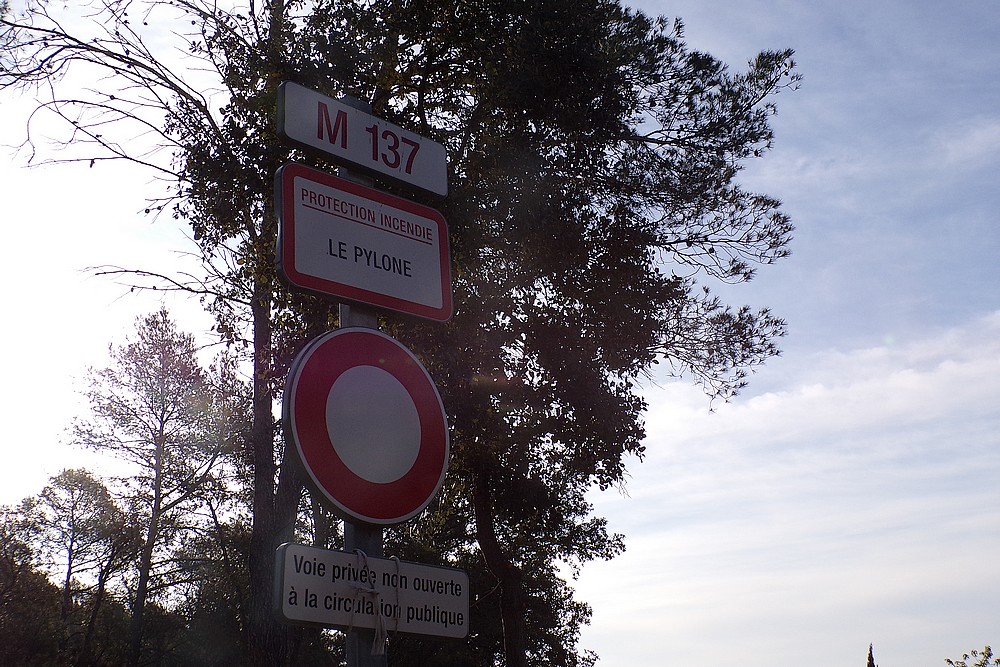 M 137
PROTECTION INCENDIE
LE PYLONE
Voie privée non ouverte
à la circulation publique